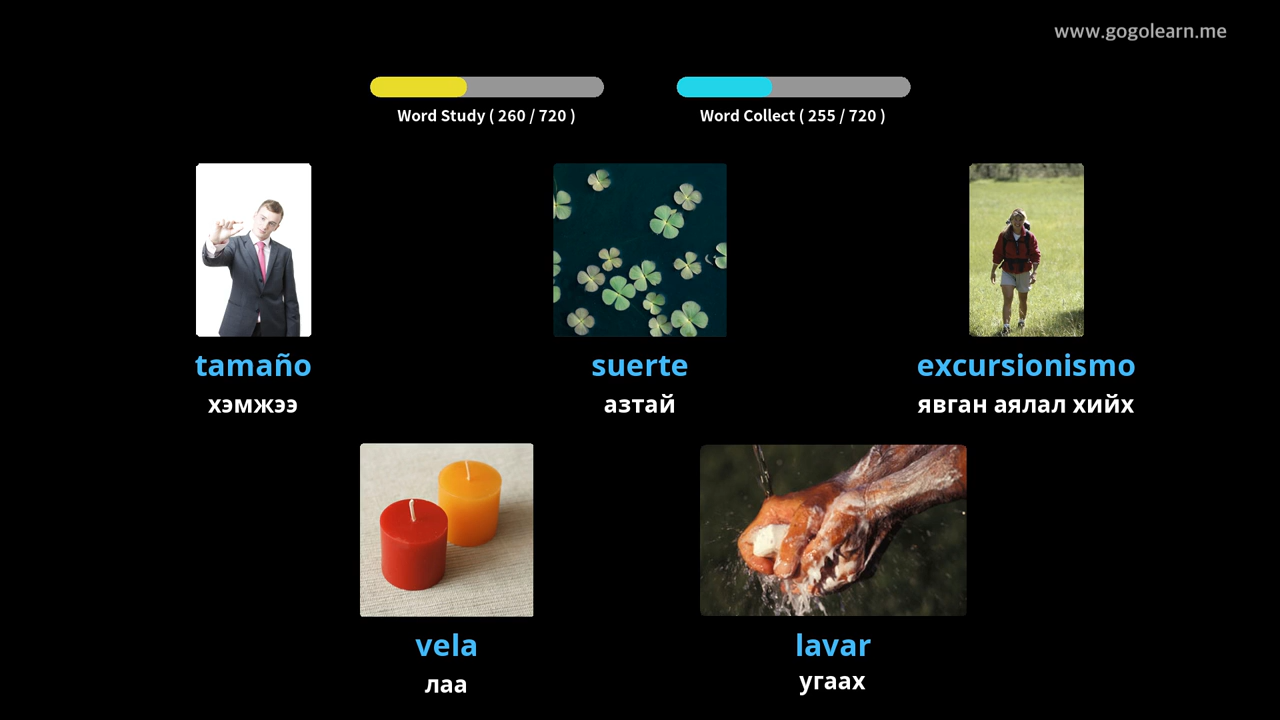 www.gogolearn.me
Word Study ( 260 / 720 )
Word Collect ( 255 / 720 )
tamaño
хэмжээ
suerte
азтай
excursionismo
явган аялал хийх
vela
лаа
lavar
угаах